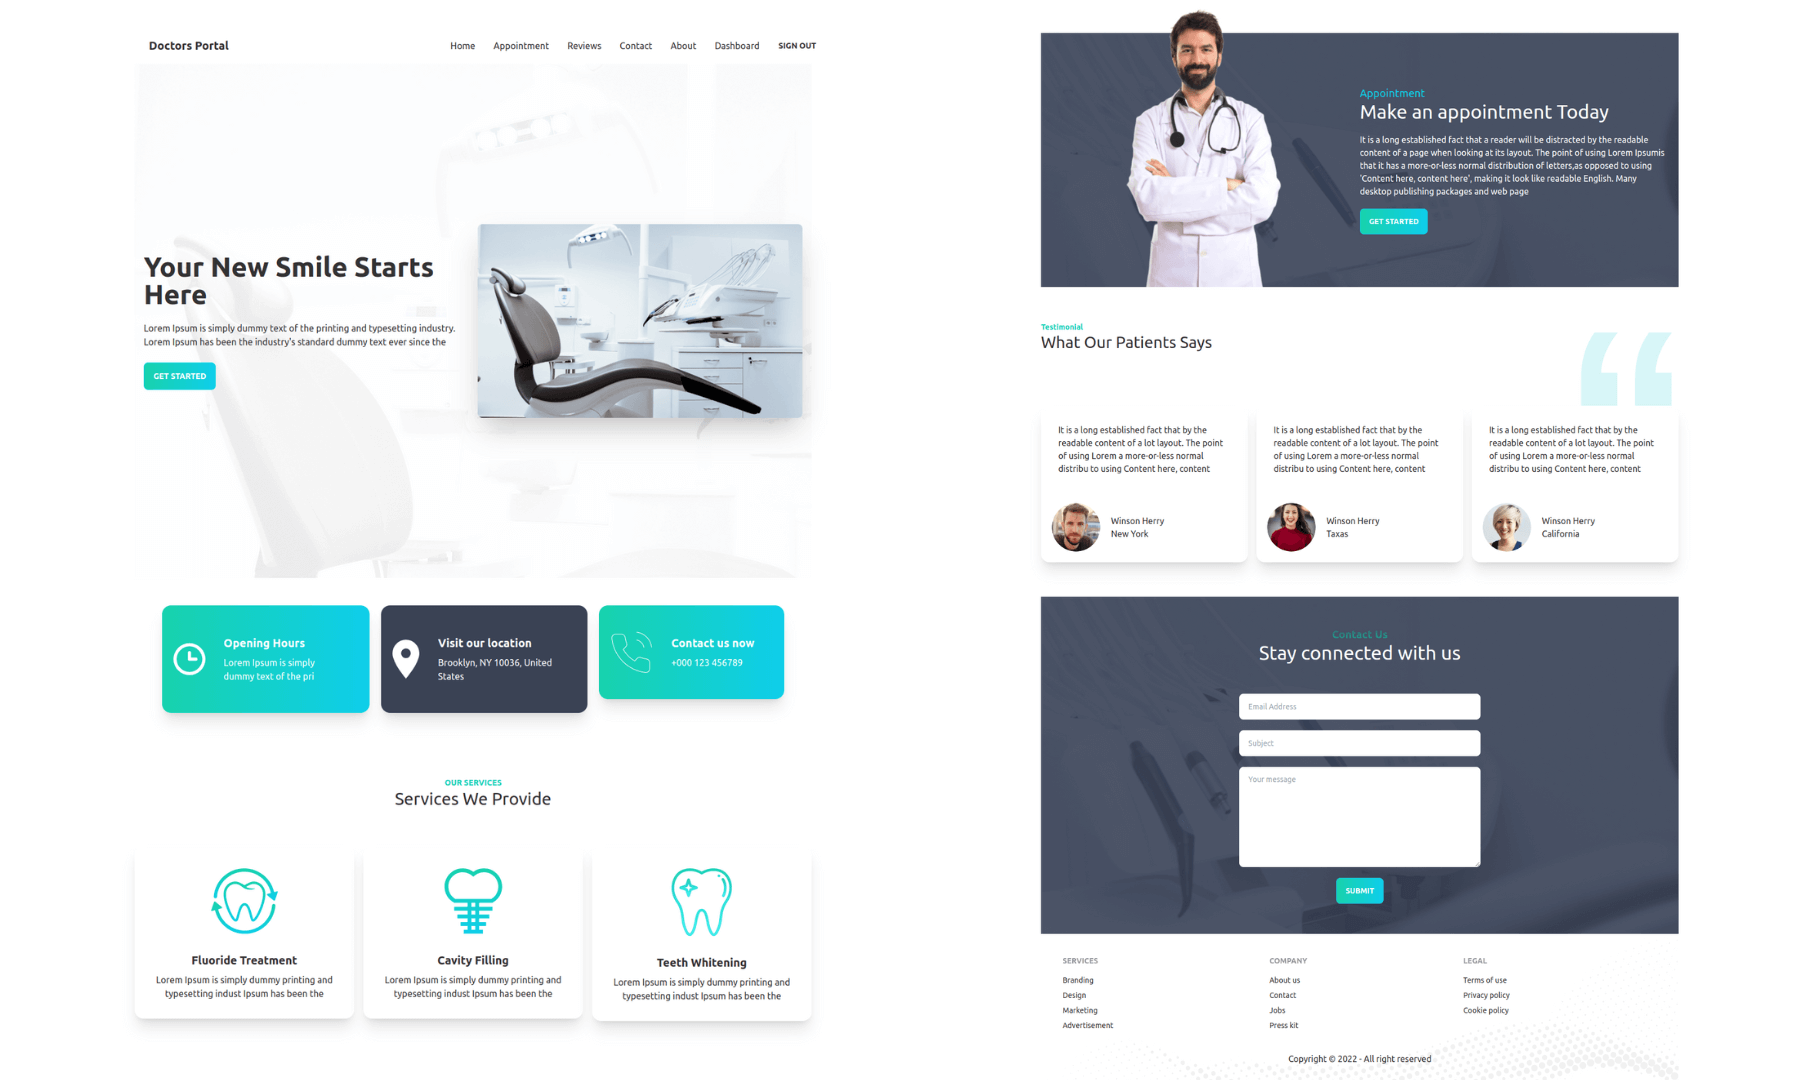 Doctors Portal
Home Appointment Reviews Contact About Dashboard SIGN OUT
Your New Smile Starts
Here
Lorem Ipsum is simply dummy text of the printing and typesetting industry.
Lorem Ipsum has been the industry's standard dummy text ever since the
GET STARTED
Opening Hours
Lorem Ipsum is simply
dummy text of the pri
Visit our location
Brooklyn, NY 10036, United
States
Contact us now
+000 123 456789
OUR SERVICES
Services We Provide
Fluoride Treatment
Lorem Ipsum is simply dummy printing and
typesetting indust Ipsum has been the
Cavity Filling
Lorem Ipsum is simply dummy printing and
typesetting indust Ipsum has been the
Teeth Whitening
Lorem Ipsum is simply dummy printing and
typesetting indust Ipsum has been the
Appointment
Make an appointment Today
It is a long established fact that a reader will be distracted by the readable
content of a page when looking at its layout. The point of using Lorem Ipsumis
that it has a more-or-less normal distribution of letters,as opposed to using
'Content here, content here', making it look like readable English. Many
desktop publishing packages and web page
GET STARTED
Testimonial
What Our Patients Says
“
It is a long established fact that by the
readable content of a lot layout. The point
of using Lorem a more-or-less normal
distribu to using Content here, content
Winson Herry
New York
It is a long established fact that by the
readable content of a lot layout. The point
of using Lorem a more-or-less normal
distribu to using Content here, content
Winson Herry
Taxas
It is a long established fact that by the
readable content of a lot layout. The point
of using Lorem a more-or-less normal
distribu to using Content here, content
Winson Herry
California
Contact Us
Stay connected with us
Email Address
Subject
Your message
SUBMIT
SERVICES
Branding
Design
Marketing
Advertisement
COMPANY
About us
Contact
Jobs
Press kit
LEGAL
Terms of use
Privacy policy
Cookie policy
Copyright © 2022 - All right reserved